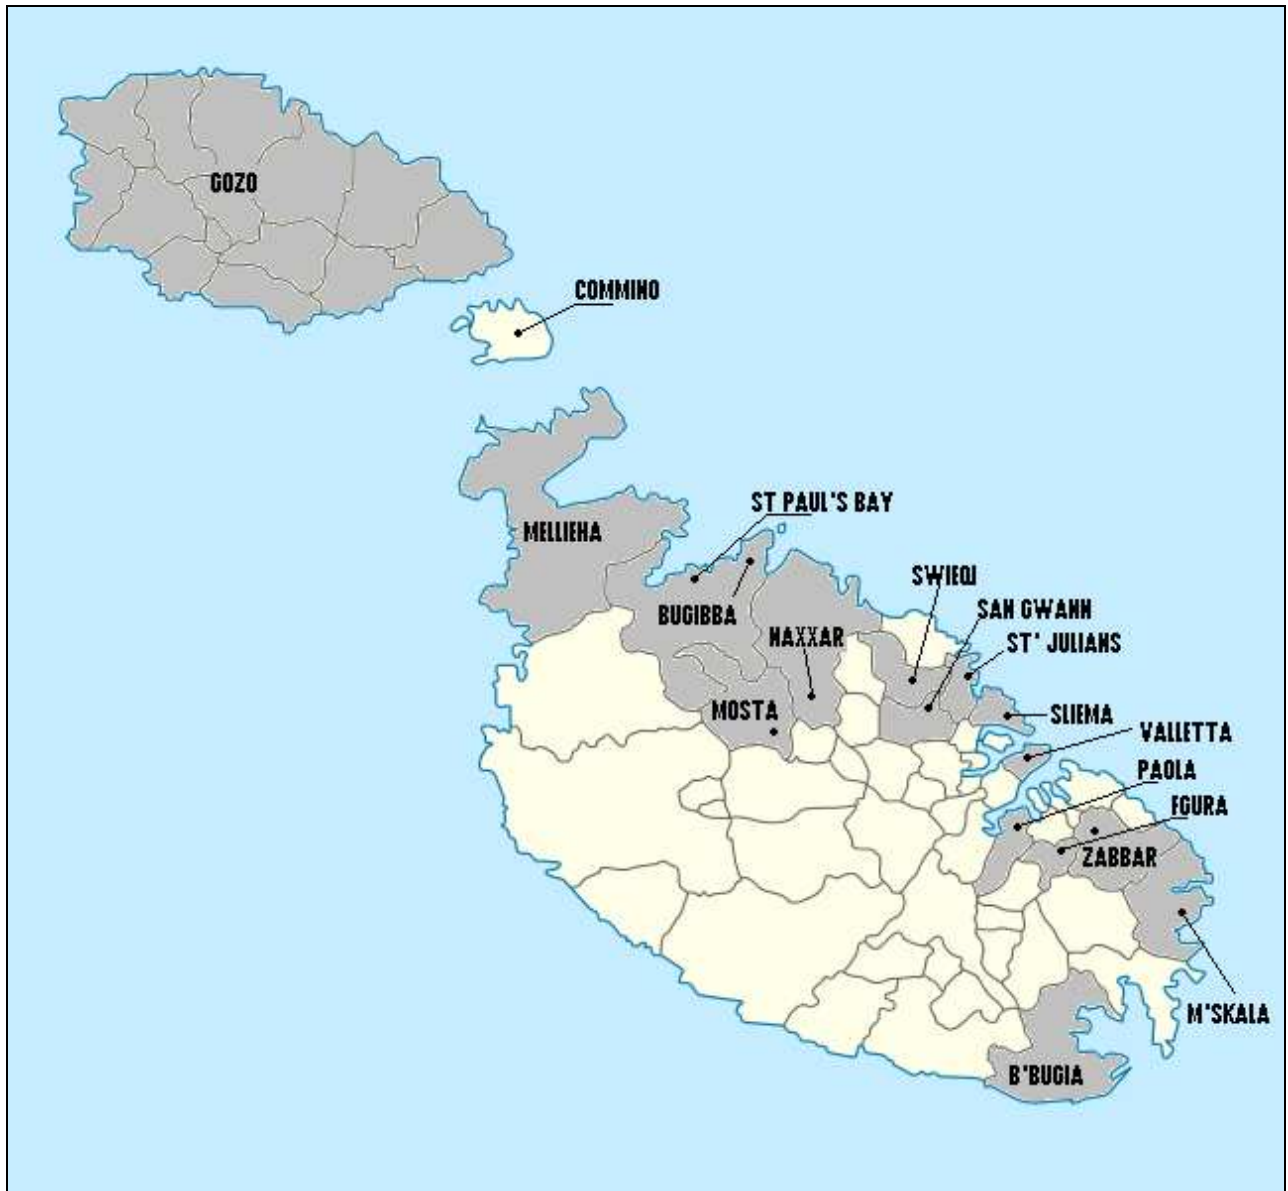 GOZO
COMMINO
ST PAUL'S BAY
MELLIEHA
SWIEQI
SAN GWANN
BUGIBBA
NAXXAR
ST' JULIANS
MOSTA
SLIEMA
VALLETTA
PAOLA
FGURA
ZABBAR
M'SKALA
B'BUGIA